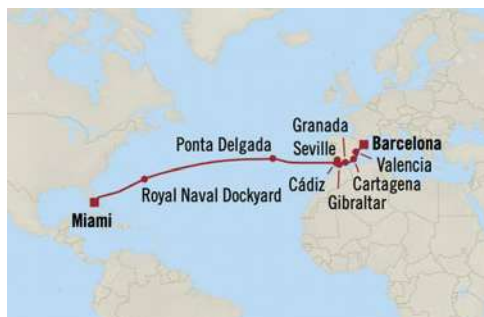 Granada
Barcelona
Ponta Delgada
Seville
Valencia
Cádiz
Cartagena
Royal Naval Dockyard
Gibraltar
Miami